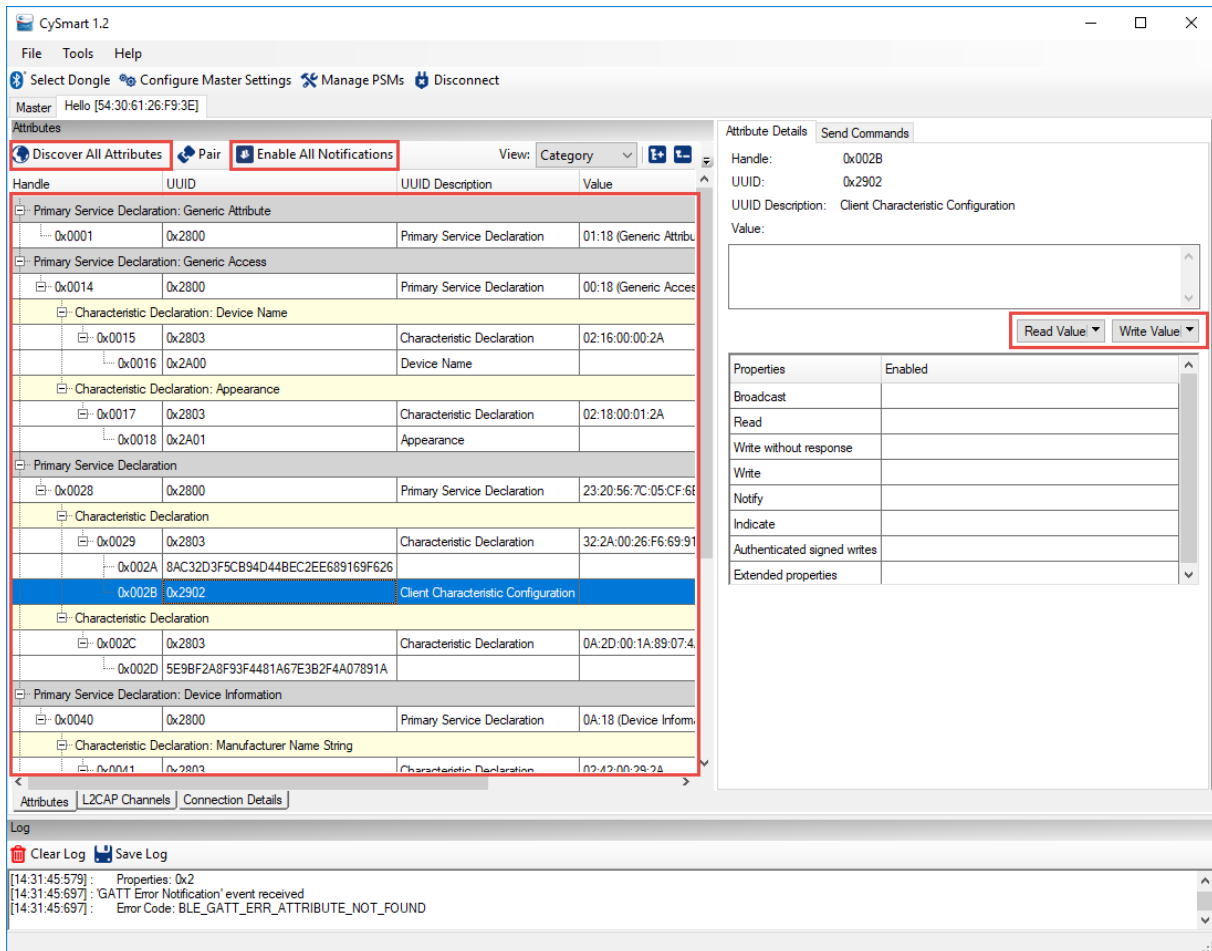 CySmart 1.2
File Tools Help
Select Dongle Configure Master Settings Manage PSMs Disconnect
Master Hello [54:30:61:26:F9:3E]
Attributes
Discover All Attributes Pair Enable All Notifications View: Category
Handle UUID UUID Description Value
Primary Service Declaration: Generic Attribute
0x0001 0x2800 Primary Service Declaration 01:18 (Generic Attribu
Primary Service Declaration: Generic Access
0x0014 0x2800 Primary Service Declaration 00:18 (Generic Acces
Characteristic Declaration: Device Name
0x0015 0x2803 Characteristic Declaration 02:16:00:00:2A
0x0016 0x2A00 Device Name
Characteristic Declaration: Appearance
0x0017 0x2803 Characteristic Declaration 02:18:00:01:2A
0x0018 0x2A01 Appearance
Primary Service Declaration
0x0028 0x2800 Primary Service Declaration 23:20:56:7C:05:CF:6E
Characteristic Declaration
0x0029 0x2803 Characteristic Declaration 32:2A:00:26:F6:69:91
0x002A 8AC32D3F5CB94D44BEC2EE689169F626
0x002B 0x2902 Client Characteristic Configuration
Characteristic Declaration
0x002C 0x2803 Characteristic Declaration 0A:2D:00:1A:89:07:4
0x002D 5E9BF2A8F93F4481A67E3B2F4A07891A
Primary Service Declaration: Device Information
0x0040 0x2800 Primary Service Declaration 0A:18 (Device Inform
Characteristic Declaration: Manufacturer Name String
0x0041 0x2803 Characteristic Declaration 02:42:00:29:2A
Attributes L2CAP Channels Connection Details
Attribute Details Send Commands
Handle: 0x002B
UUID: 0x2902
UUID Description: Client Characteristic Configuration
Value:
Read Value Write Value
Properties Enabled
Broadcast
Read
Write without response
Write
Notify
Indicate
Authenticated signed writes
Extended properties
Log
Clear Log Save Log
[14:31:45:579] : Properties: 0x2
[14:31:45:697] : 'GATT Error Notification' event received
[14:31:45:697] : Error Code: BLE_GATT_ERR_ATTRIBUTE_NOT_FOUND